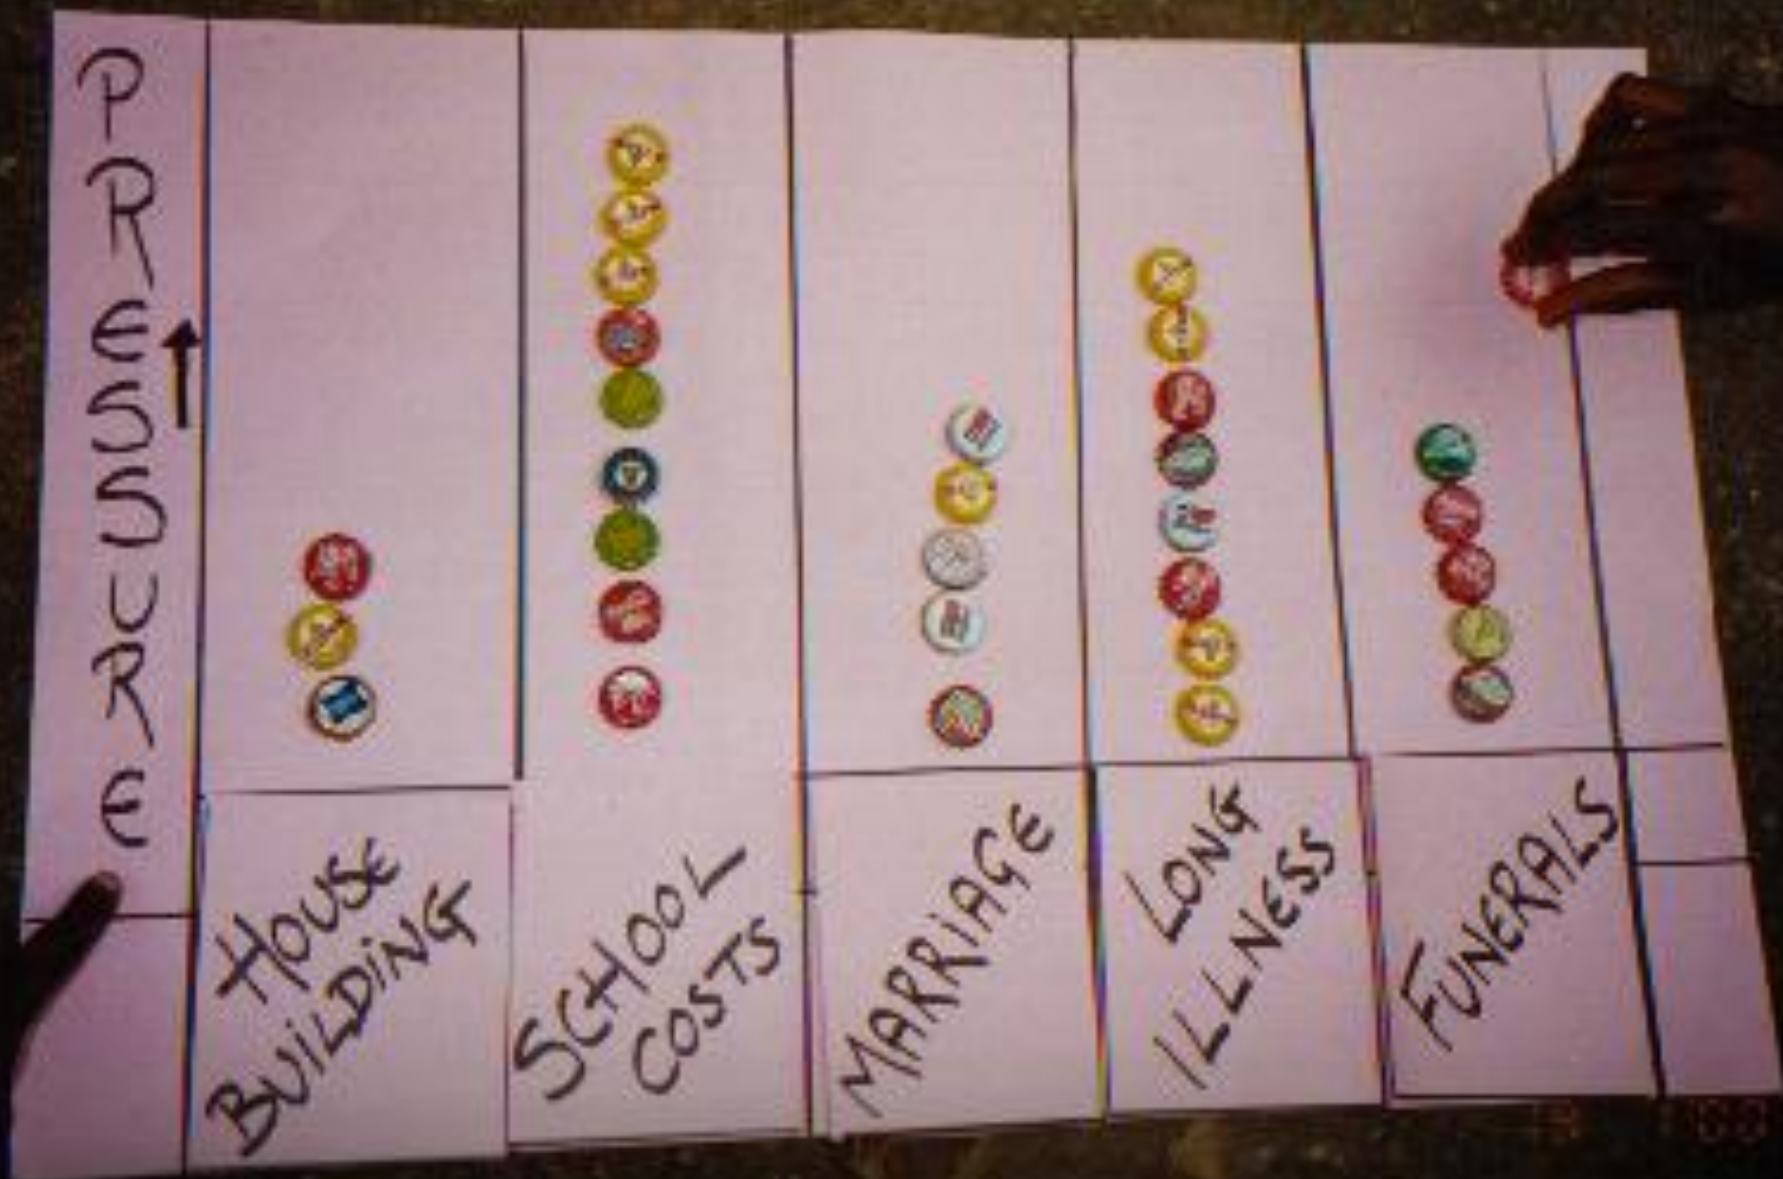 PRESSURE
HOUSE
BUILDING
SCHOOL
COSTS
MARRIAGE
LONG
ILLNESS
FUNERALS